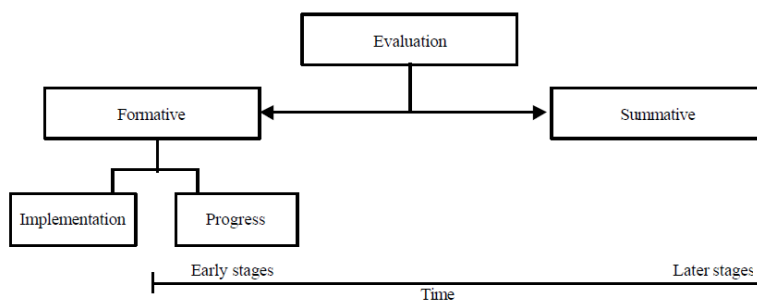 Evaluation
Formative
Summative
Implementation
Progress
Early stages
Later stages
Time